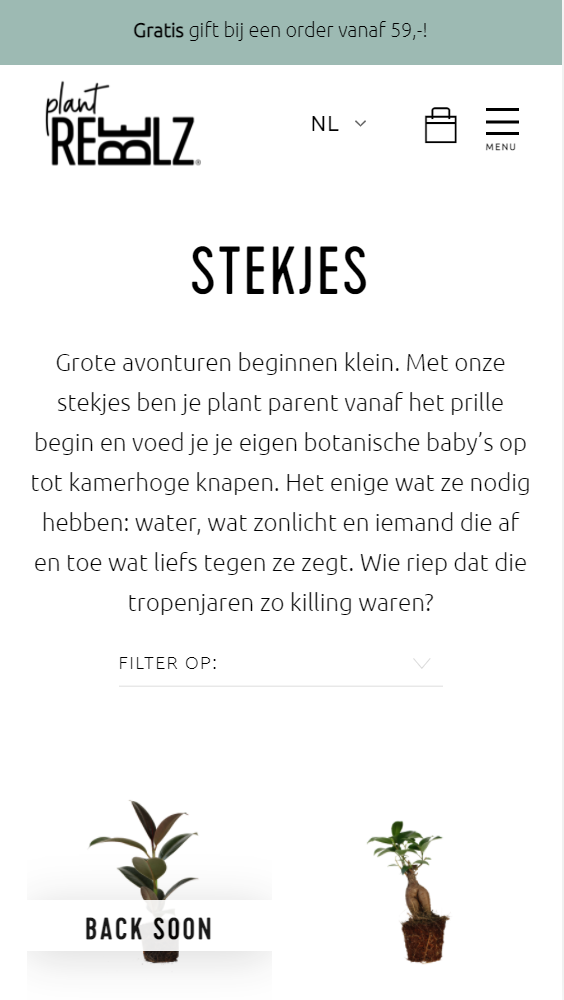 Gratis gift bij een order vanaf 59,-!
plant
REBELZ®
NL
MENU
STEKJES
Grote avonturen beginnen klein. Met onze
stekjes ben je plant parent vanaf het prille
begin en voed je je eigen botanische baby’s op
tot kamerhoge knapen. Het enige wat ze nodig
hebben: water, wat zonlicht en iemand die af
en toe wat liefs tegen ze zegt. Wie riep dat die
tropenjaren zo killing waren?
FILTER OP:
BACK SOON